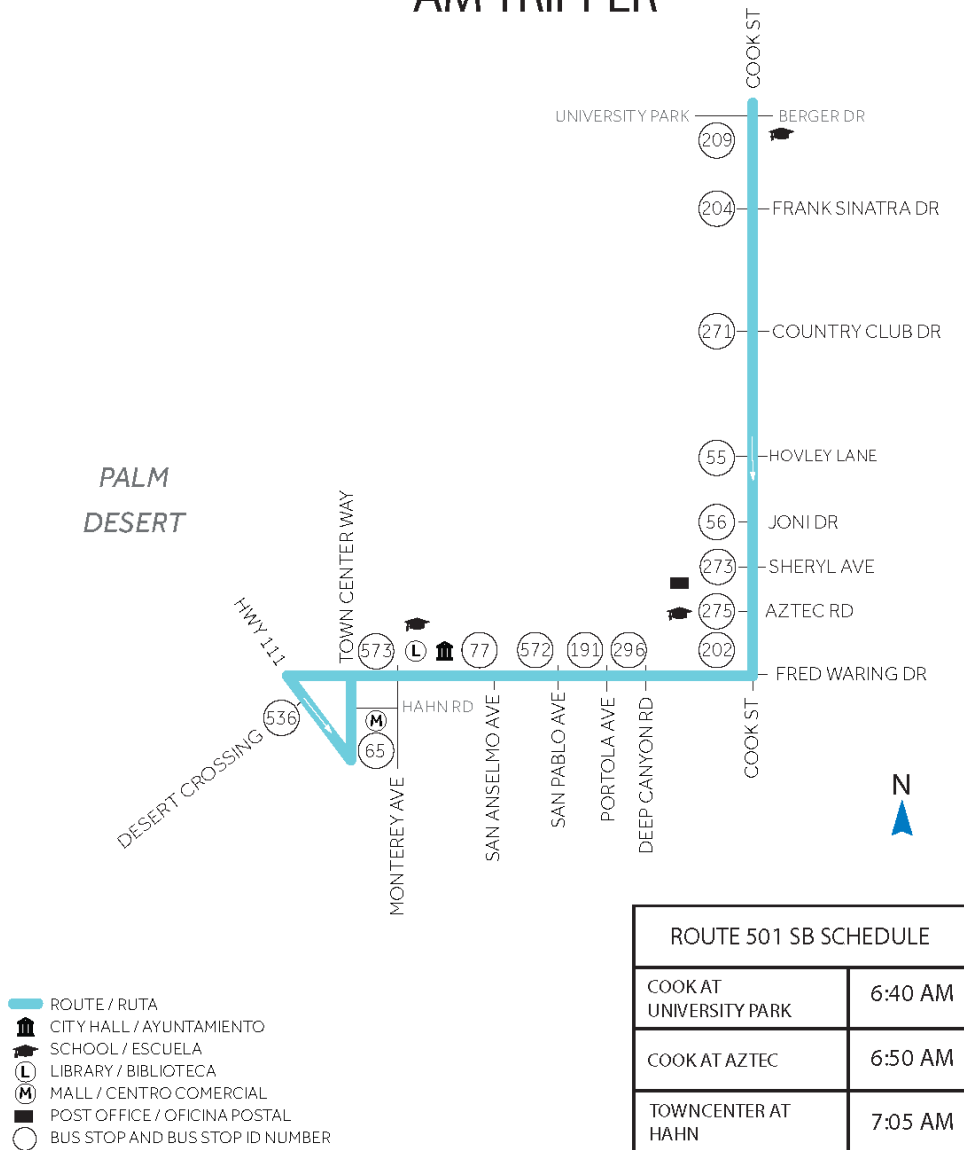 AM TRIPPER
COOK ST
UNIVERSITY PARK
BERGER DR
209
204
FRANK SINATRA DR
271
COUNTRY CLUB DR
55
HOVLEY LANE
PALM
DESERT
56
JONI DR
273
SHERYL AVE
275
AZTEC RD
TOWN CENTER WAY
HWY 111
573
L
77
572
191
296
202
FRED WARING DR
536
HAHN RD
M
65
DESERT CROSSING
MONTEREY AVE
SAN ANSELMO AVE
SAN PABLO AVE
PORTOLA AVE
DEEP CANYON RD
COOK ST
N
ROUTE 501 SB SCHEDULE
COOK AT
UNIVERSITY PARK
6:40 AM
COOK AT AZTEC
6:50 AM
TOWNCENTER AT
HAHN
7:05 AM
ROUTE / RUTA
CITY HALL / AYUNTAMIENTO
SCHOOL / ESCUELA
L LIBRARY / BIBLIOTECA
M MALL / CENTRO COMERCIAL
POST OFFICE / OFICINA POSTAL
BUS STOP AND BUS STOP ID NUMBER